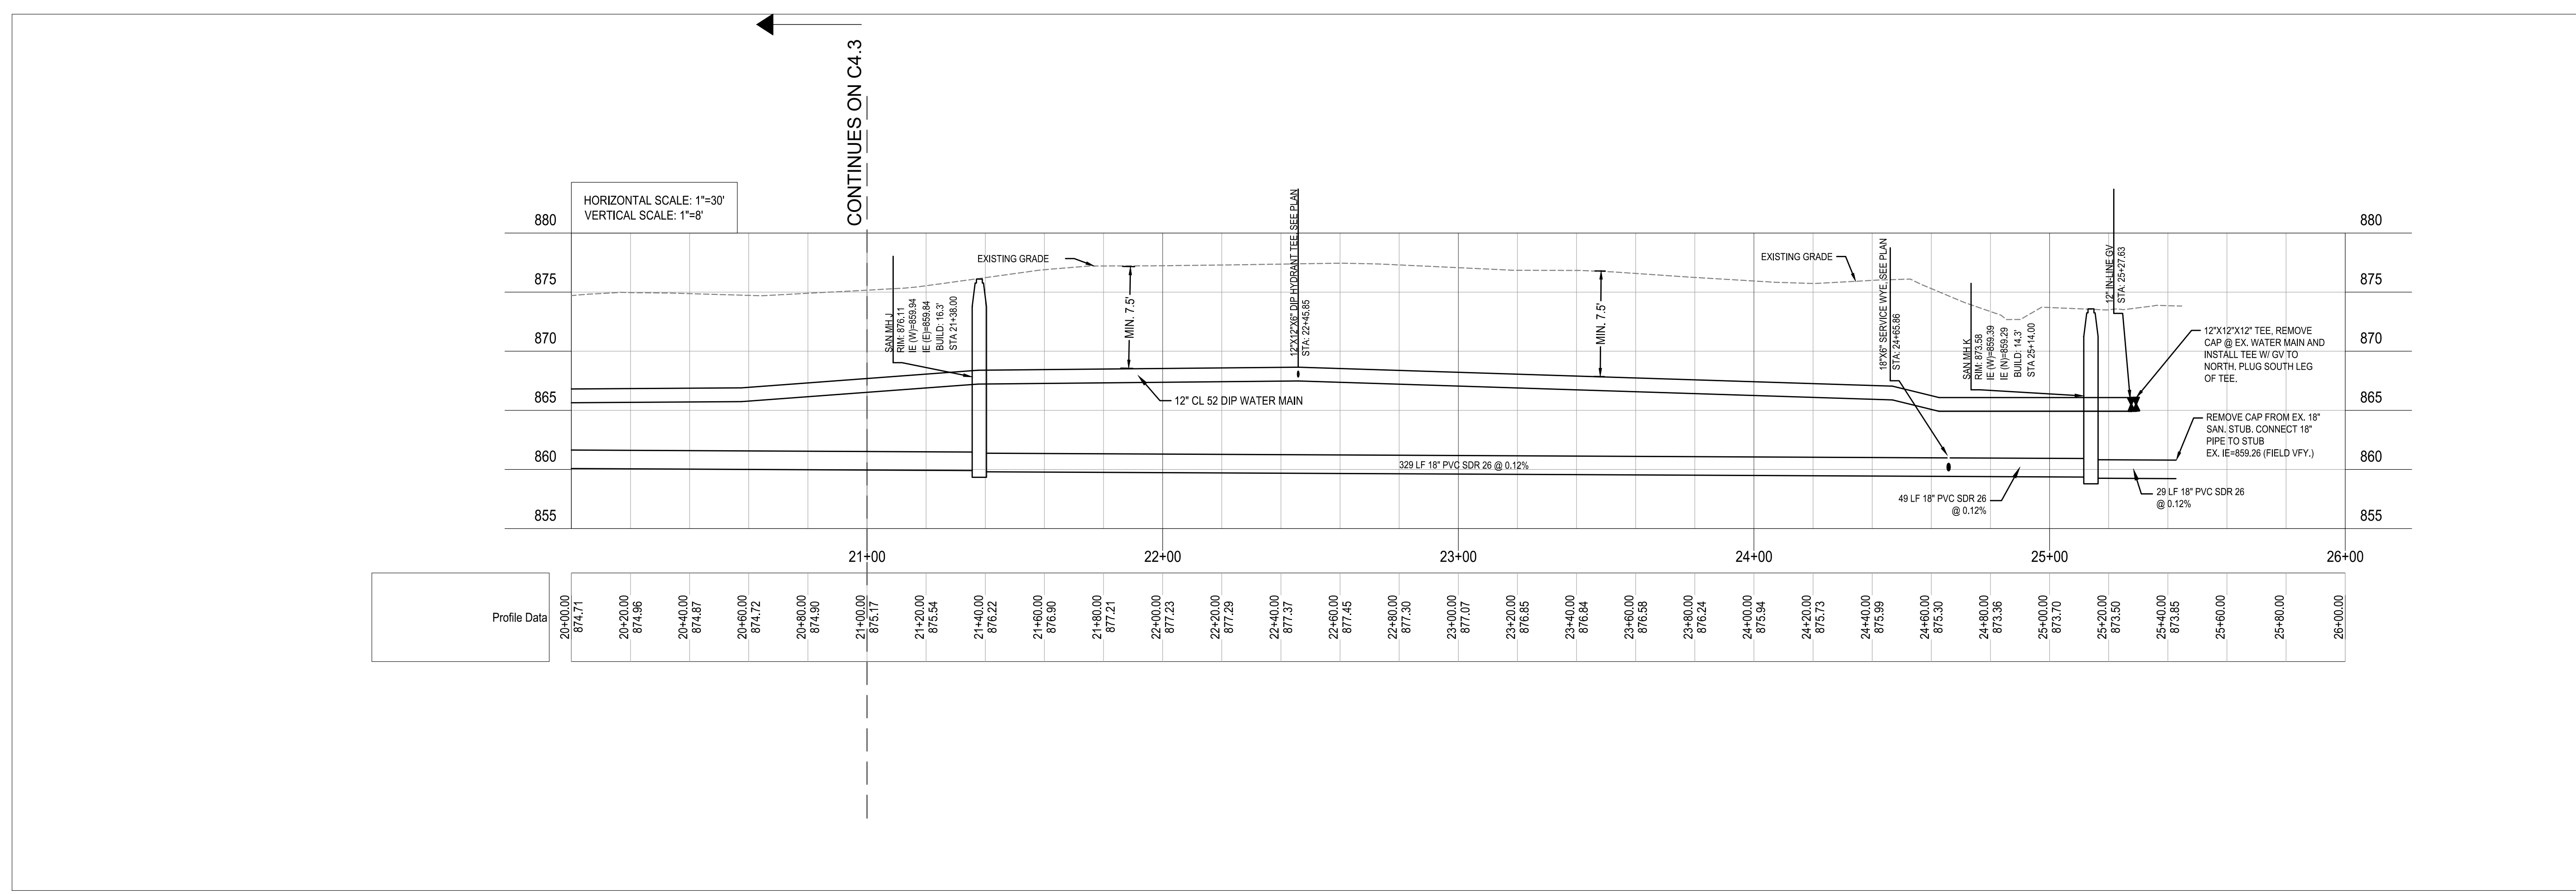 CONTINUES ON C4.3
HORIZONTAL SCALE: 1"=30'
VERTICAL SCALE: 1"=8'
880
875
870
865
860
855
880
875
870
865
860
855
EXISTING GRADE
SAN MH J
RIM: 876.11
IE (W)=859.94
IE (E)=859.84
BUILD: 16.3'
STA 21+38.00
MIN. 7.5'
12" CL 52 DIP WATER MAIN
12"X12"X6" DIP HYDRANT TEE, SEE PLAN
STA: 22+45.85
329 LF 18" PVC SDR 26 @ 0.12%
MIN. 7.5'
EXISTING GRADE
18"X6" SERVICE WYE, SEE PLAN
STA: 24+65.86
SAN MH K
RIM: 873.58
IE (W)=859.39
IE (N)=859.29
BUILD: 14.3'
STA 25+14.00
49 LF 18" PVC SDR 26
@ 0.12%
12" IN-LINE GV
STA: 25+27.63
12"X12"X12" TEE, REMOVE
CAP @ EX. WATER MAIN AND
INSTALL TEE W/ GV TO
NORTH. PLUG SOUTH LEG
OF TEE.
REMOVE CAP FROM EX. 18"
SAN. STUB. CONNECT 18"
PIPE TO STUB
EX. IE=859.26 (FIELD VFY.)
29 LF 18" PVC SDR 26
@ 0.12%
21+00
22+00
23+00
24+00
25+00
26+00
Profile Data
20+00.00
874.71
20+20.00
874.96
20+40.00
874.87
20+60.00
874.72
20+80.00
874.90
21+00.00
875.17
21+20.00
875.54
21+40.00
876.22
21+60.00
876.90
21+80.00
877.21
22+00.00
877.23
22+20.00
877.29
22+40.00
877.37
22+60.00
877.45
22+80.00
877.30
23+00.00
877.07
23+20.00
876.85
23+40.00
876.84
23+60.00
876.58
23+80.00
876.24
24+00.00
875.94
24+20.00
875.73
24+40.00
875.99
24+60.00
875.30
24+80.00
873.36
25+00.00
873.70
25+20.00
873.50
25+40.00
873.85
25+60.00
25+80.00
26+00.00